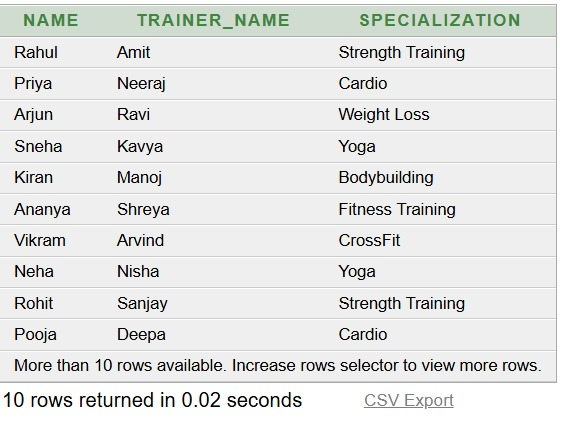 NAME TRAINER_NAME SPECIALIZATION
Rahul Amit Strength Training
Priya Neeraj Cardio
Arjun Ravi Weight Loss
Sneha Kavya Yoga
Kiran Manoj Bodybuilding
Ananya Shreya Fitness Training
Vikram Arvind CrossFit
Neha Nisha Yoga
Rohit Sanjay Strength Training
Pooja Deepa Cardio
More than 10 rows available. Increase rows selector to view more rows.
10 rows returned in 0.02 seconds CSV Export